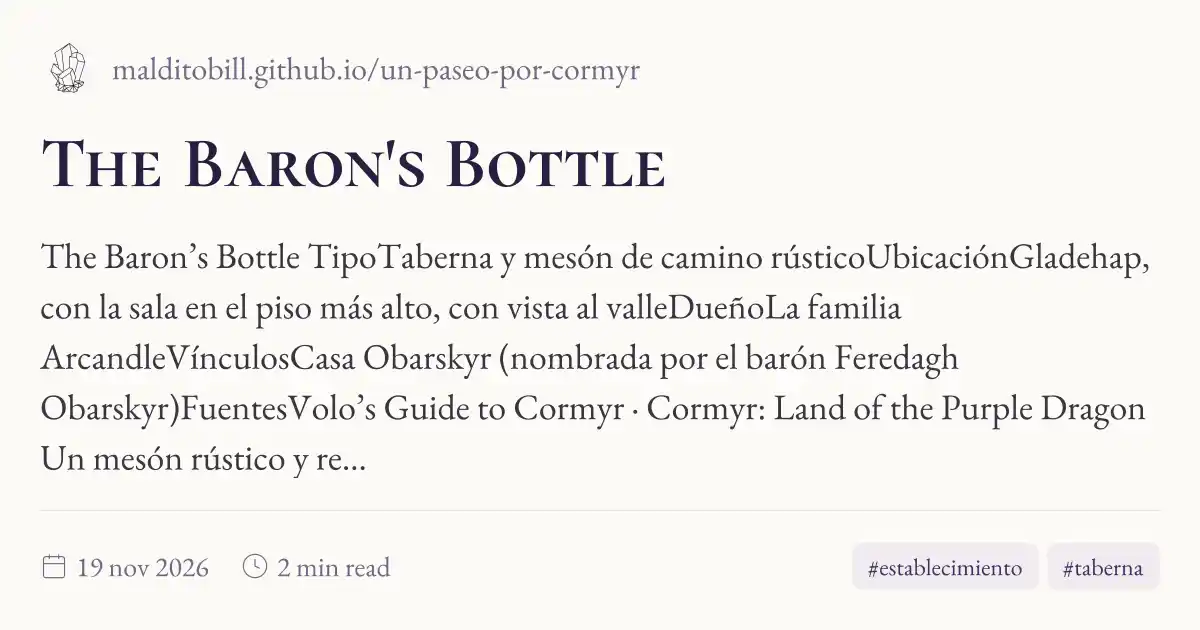 malditobill.github.io/un-paseo-por-cormyr
The Baron's Bottle
The Baron’s Bottle TipoTaberna y mesón de camino rústicoUbicaciónGladehap,
con la sala en el piso más alto, con vista al valleDueñoLa familia
ArcandleVínculosCasa Obarskyr (nombrada por el barón Feredagh
Obarskyr)FuentesVolo’s Guide to Cormyr · Cormyr: Land of the Purple Dragon
Un mesón rústico y re...
19 nov 2026
2 min read
#establecimiento
#taberna